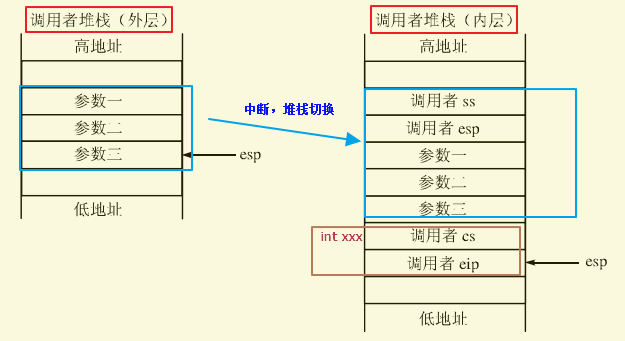 调用者堆栈（外层）
高地址
参数一
参数二
参数三
esp
低地址
中断，堆栈切换
调用者堆栈（内层）
高地址
调用者 ss
调用者 esp
参数一
参数二
参数三
int xxx
调用者 cs
调用者 eip
esp
低地址